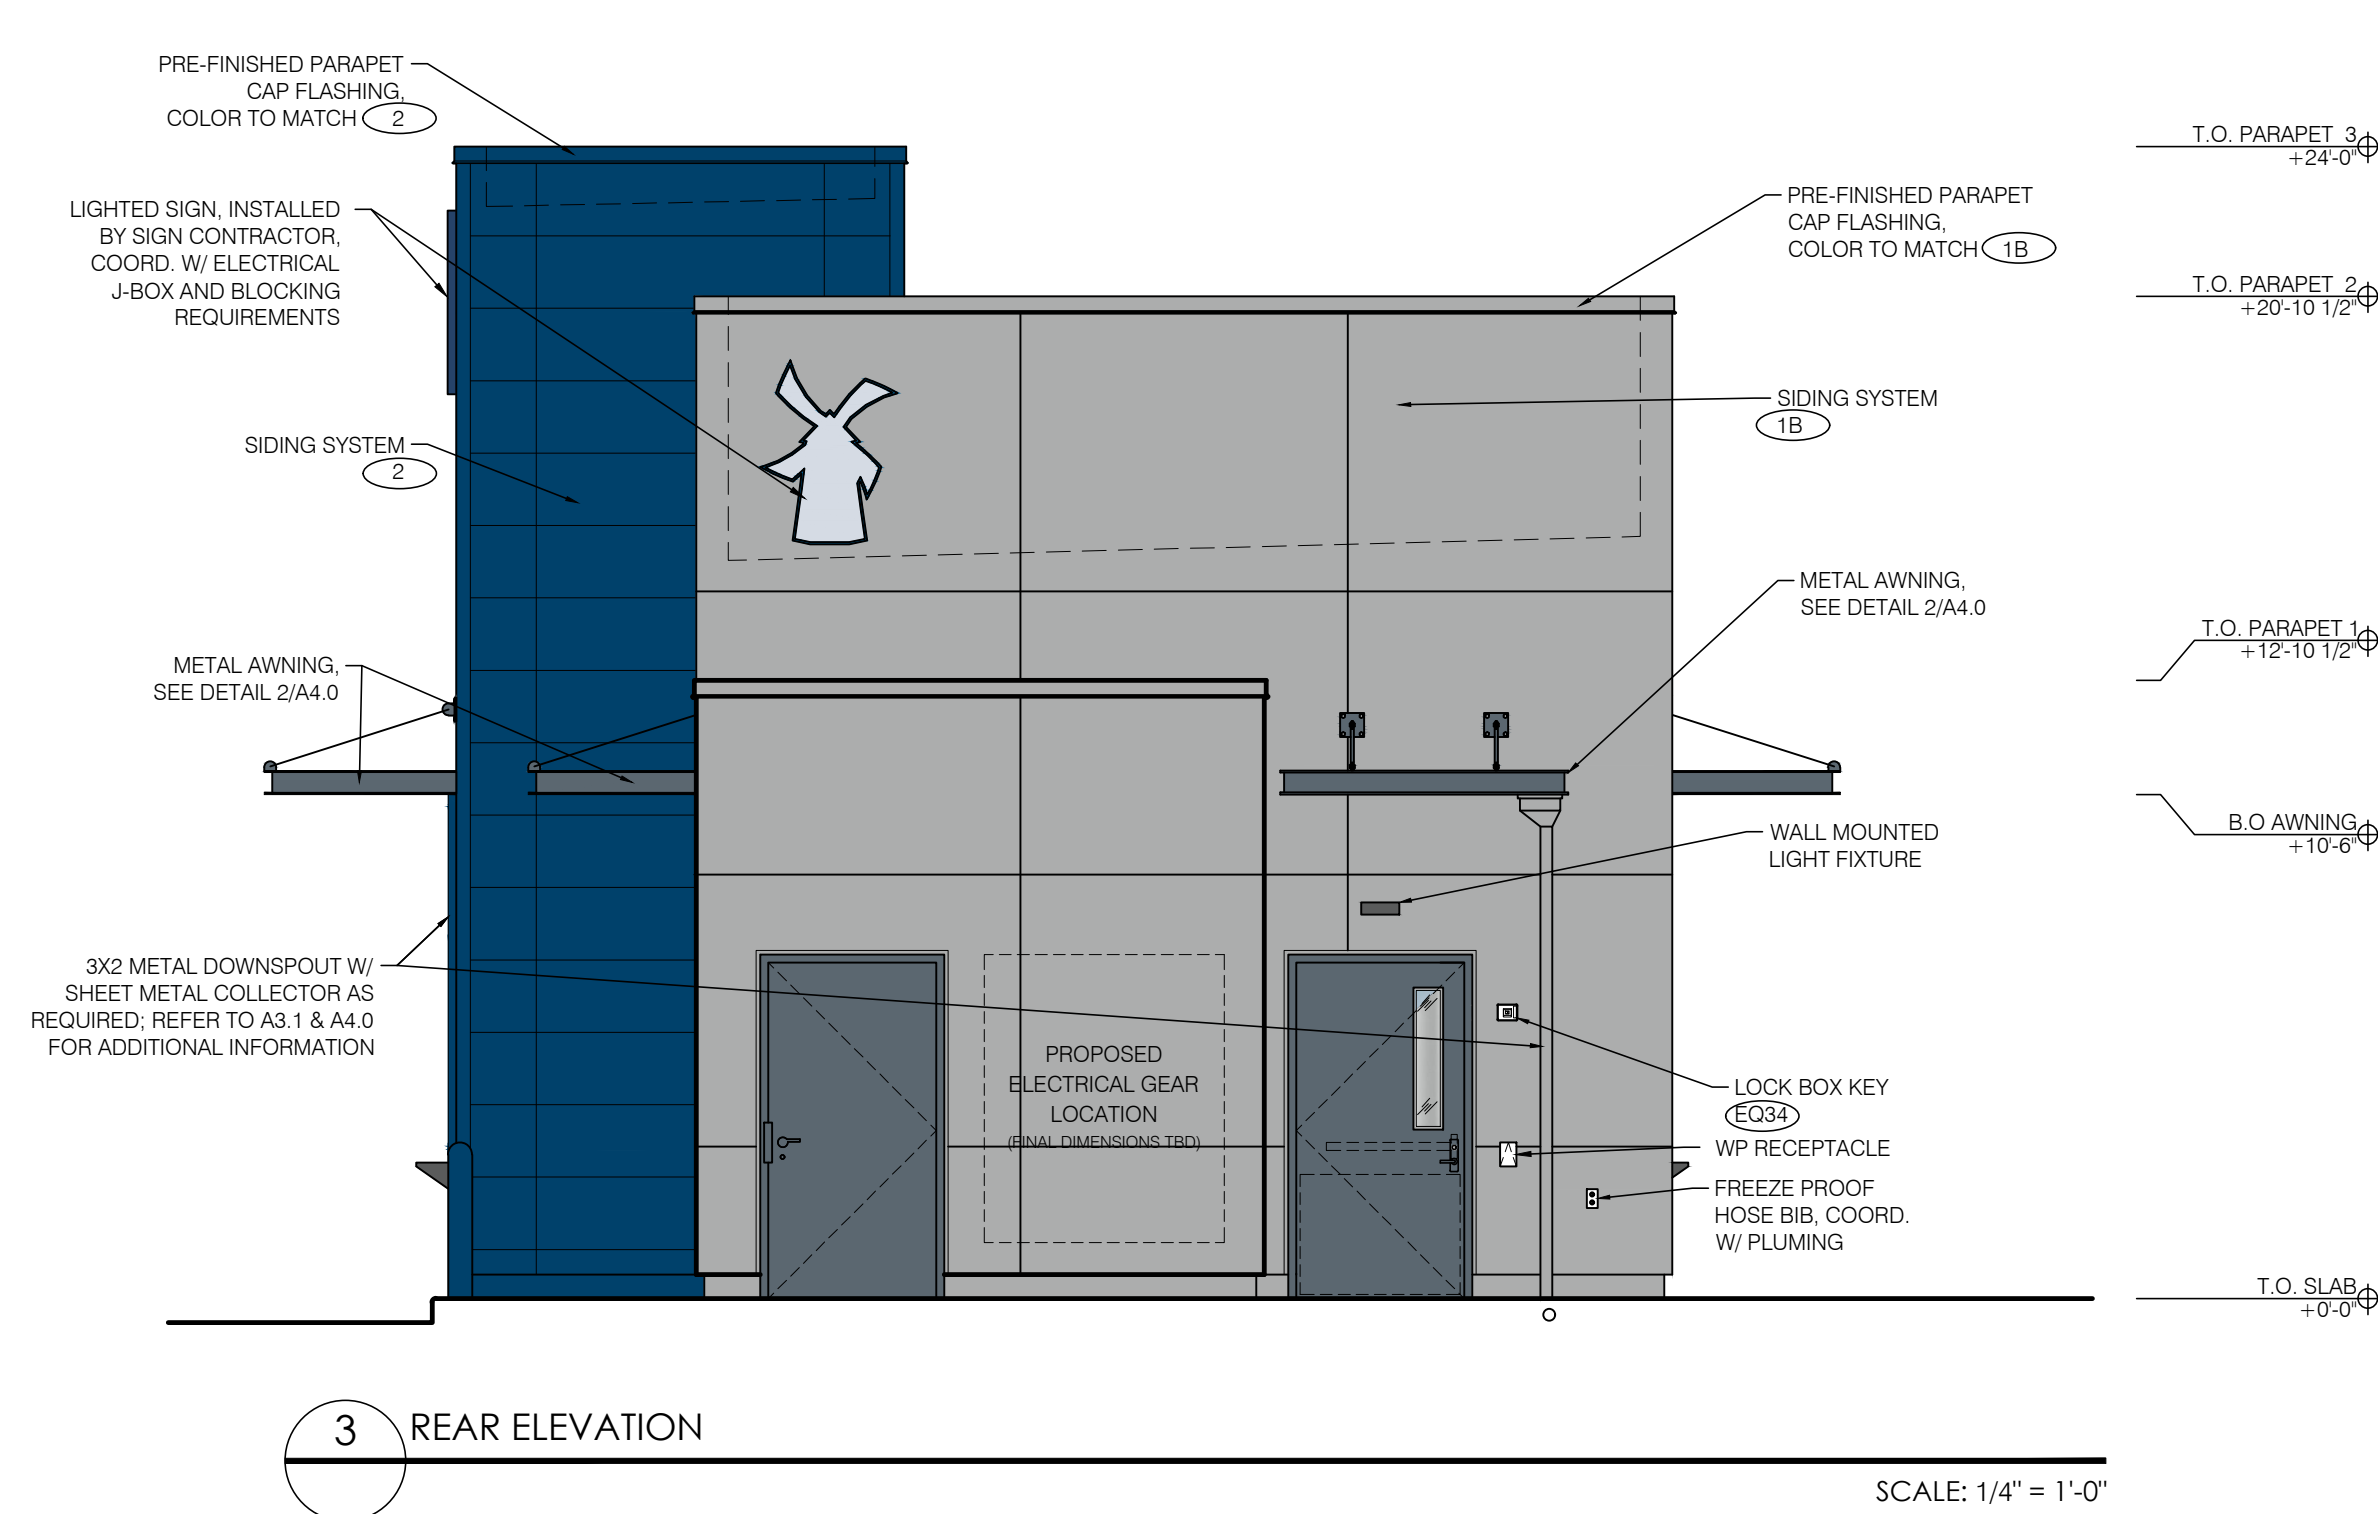 PRE-FINISHED PARAPET
CAP FLASHING,
COLOR TO MATCH 2
LIGHTED SIGN, INSTALLED
BY SIGN CONTRACTOR,
COORD. W/ ELECTRICAL
J-BOX AND BLOCKING
REQUIREMENTS
SIDING SYSTEM
2
METAL AWNING,
SEE DETAIL 2/A4.0
3X2 METAL DOWNSPOUT W/
SHEET METAL COLLECTOR AS
REQUIRED; REFER TO A3.1 & A4.0
FOR ADDITIONAL INFORMATION
PROPOSED
ELECTRICAL GEAR
LOCATION
(FINAL DIMENSIONS TBD)
PRE-FINISHED PARAPET
CAP FLASHING,
COLOR TO MATCH 1B
SIDING SYSTEM
1B
METAL AWNING,
SEE DETAIL 2/A4.0
WALL MOUNTED
LIGHT FIXTURE
LOCK BOX KEY
EQ34
WP RECEPTACLE
FREEZE PROOF
HOSE BIB, COORD.
W/ PLUMING
T.O. PARAPET 3
+24'-0"
T.O. PARAPET 2
+20'-10 1/2"
T.O. PARAPET 1
+12'-10 1/2"
B.O AWNING
+10'-6"
T.O. SLAB
+0'-0"
3 REAR ELEVATION
SCALE: 1/4" = 1'-0"